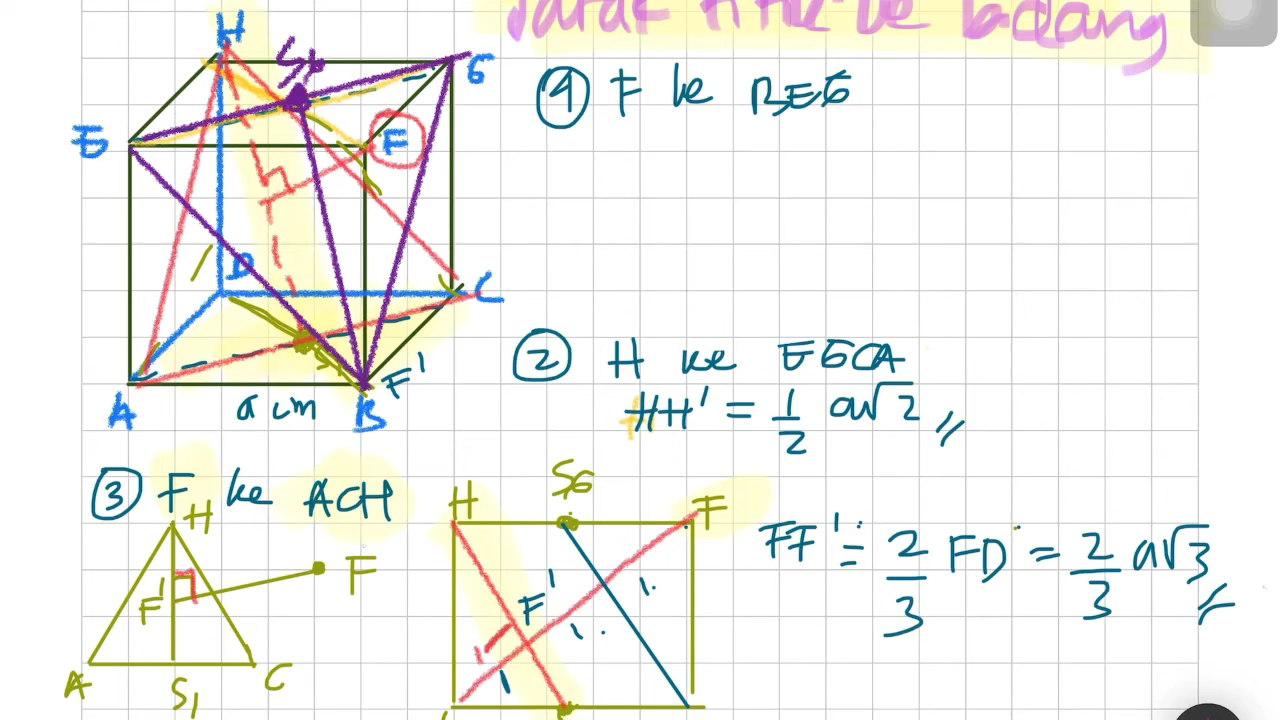 Jarak titik ke bidang
H
S6
G
E
F
D
C
A
a cm
B
F'
④ F ke BEG
② H ke EGCA
HH' = 1/2 a√2 //
③ F ke ACH
H
F'
F
A
S1
C
H
S6
F
F'
FF' = 2/3 FD = 2/3 a√3 //